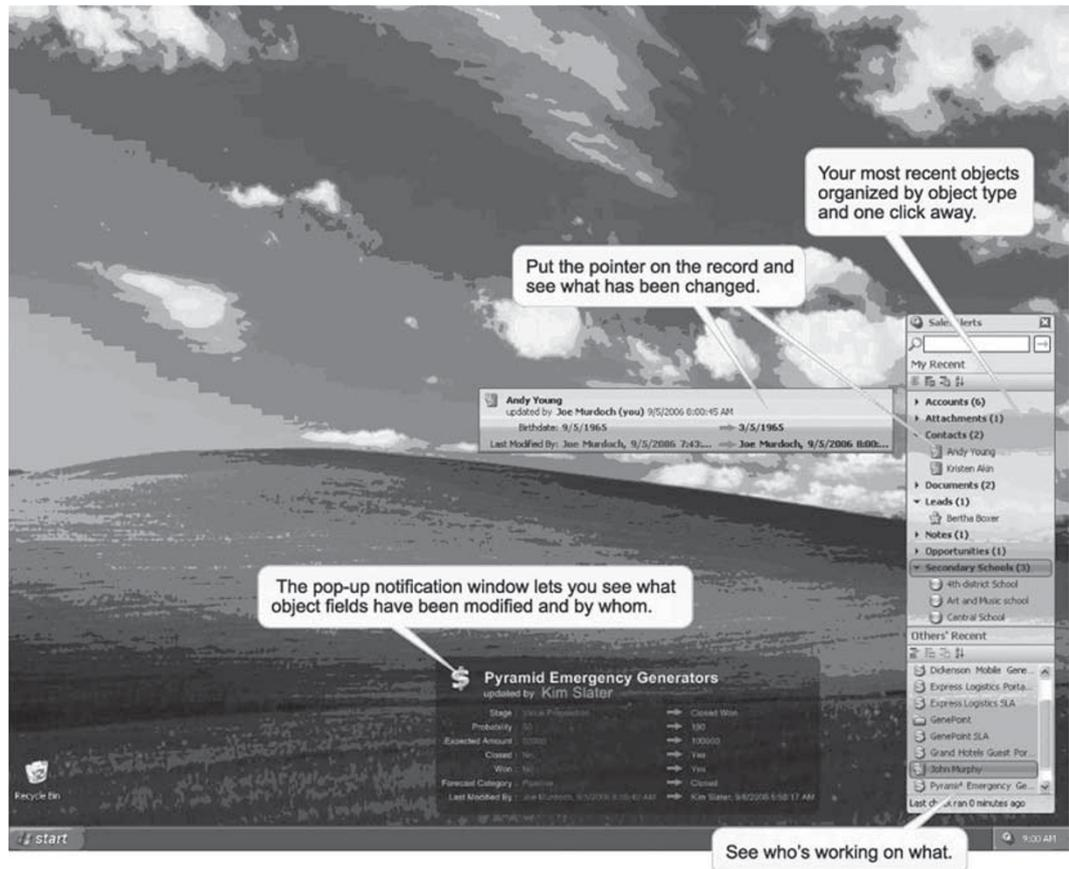 Your most recent objects
organized by object type
and one click away.
Put the pointer on the record and
see what has been changed.
Sales Alerts
My Recent
Accounts (6)
Attachments (1)
Contacts (2)
Andy Young
Kristen Akin
Documents (2)
Leads (1)
Bertha Boxer
Notes (1)
Opportunities (1)
Secondary Schools (3)
4th district School
Art and Music school
Central School
Others' Recent
Dickenson Mobile Gene...
Express Logistics Porta...
Express Logistics SLA
GenePoint
GenePoint SLA
Grand Hotels Guest Por...
John Murphy
Pyramid Emergency Ge...
Last check ran 0 minutes ago
Andy Young
updated by Joe Murdoch (you) 9/5/2006 8:00:45 AM
Birthdate: 9/5/1965 3/5/1965
Last Modified By: Joe Murdoch, 9/5/2006 7:43:... Joe Murdoch, 9/5/2006 8:00:...
The pop-up notification window lets you see what
object fields have been modified and by whom.
$ Pyramid Emergency Generators
updated by Kim Slater
Stage Value Proposition Closed Won
Probability 100
Expected Amount 100000
Closed No Yes
Won No Yes
Forecast Category Pipeline Closed
Last Modified By Joe Murdoch, Kim Slater,
Recycle Bin
start
9:00 AM
See who's working on what.